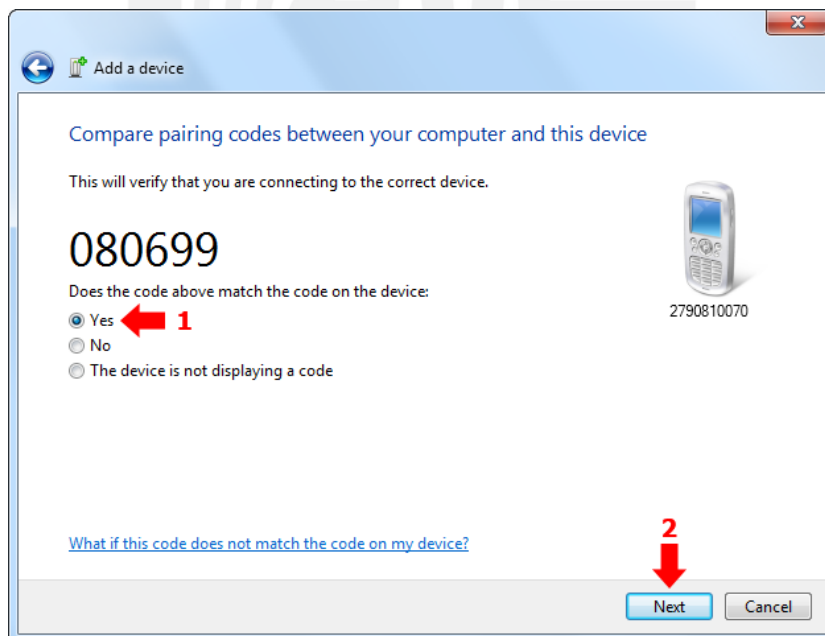 x
Add a device
Compare pairing codes between your computer and this device
This will verify that you are connecting to the correct device.
080699
2790810070
Does the code above match the code on the device:
Yes 1
No
The device is not displaying a code
What if this code does not match the code on my device?
2
Next Cancel